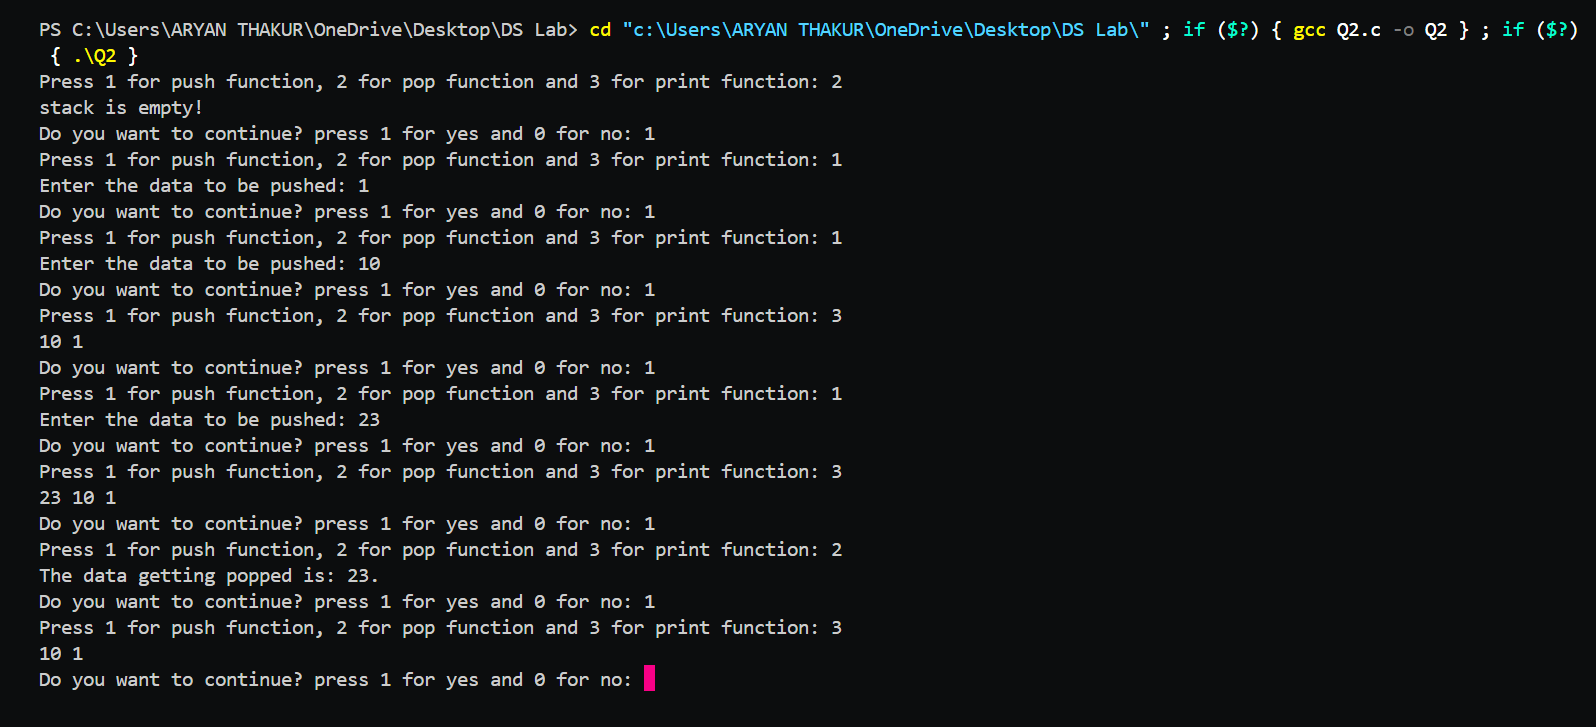 PS C:\Users\ARYAN THAKUR\OneDrive\Desktop\DS Lab> cd "c:\Users\ARYAN THAKUR\OneDrive\Desktop\DS Lab\" ; if ($?) { gcc Q2.c -o Q2 } ; if ($?)
{ .\Q2 }
Press 1 for push function, 2 for pop function and 3 for print function: 2
stack is empty!
Do you want to continue? press 1 for yes and 0 for no: 1
Press 1 for push function, 2 for pop function and 3 for print function: 1
Enter the data to be pushed: 1
Do you want to continue? press 1 for yes and 0 for no: 1
Press 1 for push function, 2 for pop function and 3 for print function: 1
Enter the data to be pushed: 10
Do you want to continue? press 1 for yes and 0 for no: 1
Press 1 for push function, 2 for pop function and 3 for print function: 3
10 1
Do you want to continue? press 1 for yes and 0 for no: 1
Press 1 for push function, 2 for pop function and 3 for print function: 1
Enter the data to be pushed: 23
Do you want to continue? press 1 for yes and 0 for no: 1
Press 1 for push function, 2 for pop function and 3 for print function: 3
23 10 1
Do you want to continue? press 1 for yes and 0 for no: 1
Press 1 for push function, 2 for pop function and 3 for print function: 2
The data getting popped is: 23.
Do you want to continue? press 1 for yes and 0 for no: 1
Press 1 for push function, 2 for pop function and 3 for print function: 3
10 1
Do you want to continue? press 1 for yes and 0 for no: